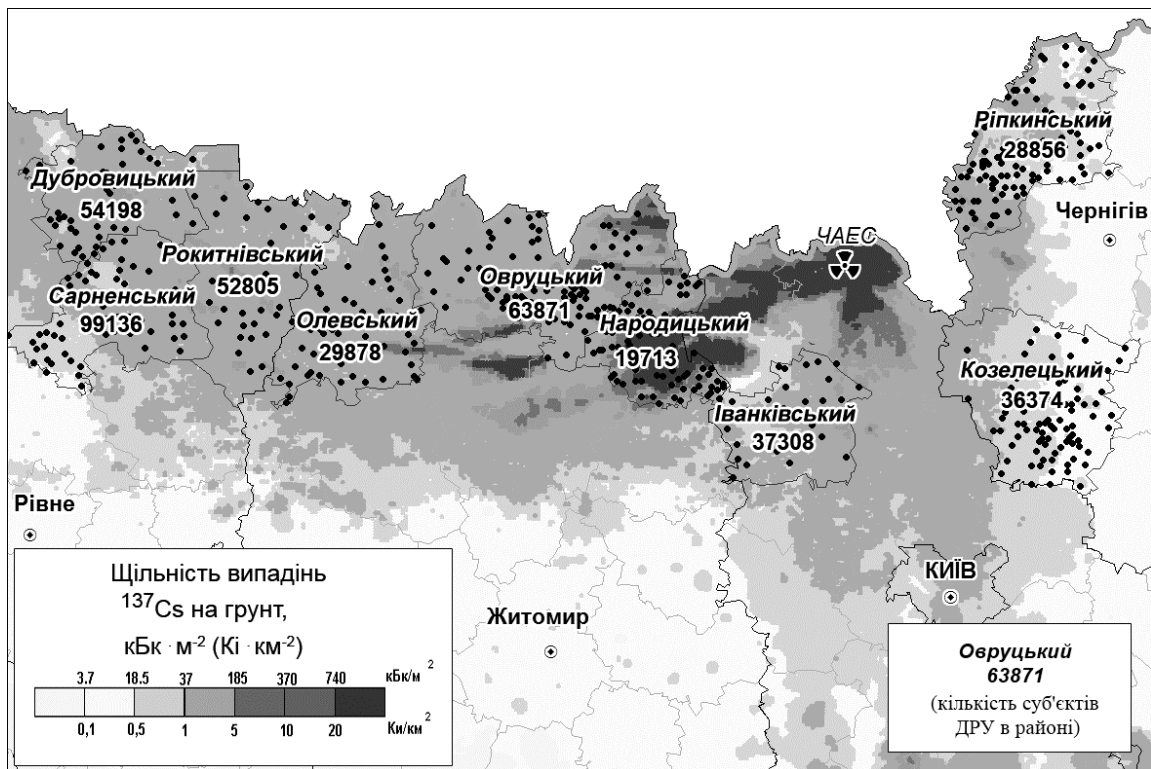 Ріпкинський
28856
Чернігів
Дубровицький
54198
ЧАЕС
Рокитнівський
52805
Овруцький
63871
Сарненський
99136
Олевський
29878
Народицький
19713
Козелецький
36374
Іванківський
37308
Рівне
КИЇВ
Житомир
Щільність випадінь
¹³⁷Cs на грунт,
кБк · м⁻² (Кі · км⁻²)
3.7 18.5 37 185 370 740 кБк/м²
0,1 0,5 1 5 10 20 Ки/км²
Овруцький
63871
(кількість суб'єктів
ДРУ в районі)